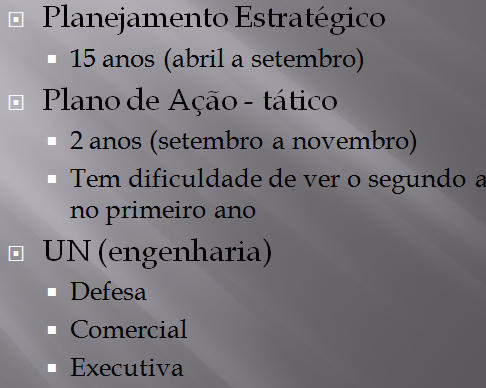 Planejamento Estratégico
15 anos (abril a setembro)
Plano de Ação - tático
2 anos (setembro a novembro)
Tem dificuldade de ver o segundo a
no primeiro ano
UN (engenharia)
Defesa
Comercial
Executiva